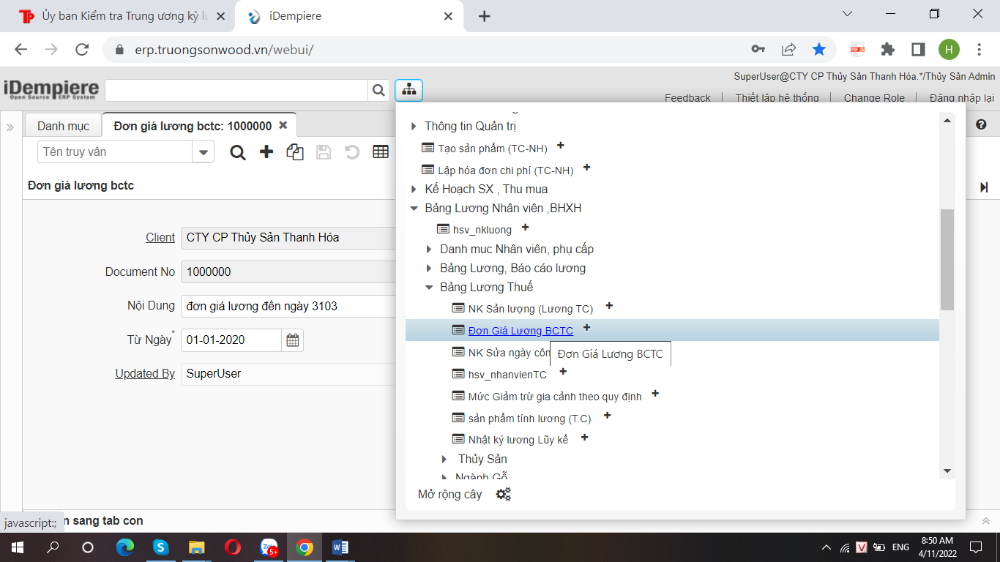 Ủy ban Kiểm tra Trung ương kỷ
iDempiere
erp.truongsonwood.vn/webui/
H
iDempiere
Open Source ERP System
SuperUser@CTY CP Thủy Sản Thanh Hóa.*/Thủy Sản Admin
Feedback
Thiết lập hệ thống
Change Role
Đăng nhập lại
Danh mục
Đơn giá lương bctc: 1000000
Tên truy vấn
Đơn giá lương bctc
Client
CTY CP Thủy Sản Thanh Hóa
Document No
1000000
Nội Dung
đơn giá lương đến ngày 3103
Từ Ngày*
01-01-2020
Updated By
SuperUser
Thông tin Quản trị
Tạo sản phẩm (TC-NH)
Lập hóa đơn chi phí (TC-NH)
Kế Hoạch SX , Thu mua
Bảng Lương Nhân viên ,BHXH
hsv_nkluong
Danh muc Nhân viên, phụ cấp
Bảng Lương, Báo cáo lương
Bảng Lương Thuế
NK Sản lượng (Lương TC)
Đơn Giá Lương BCTC
NK Sửa ngày côn
Đơn Giá Lương BCTC
hsv_nhanvienTC
Mức Giảm trừ gia cảnh theo quy định
sản phẩm tính lương (T.C)
Nhật ký lương Lũy kế
Thủy Sản
Ngành Gỗ
Mở rộng cây
javascript:;
sang tab con
PDF JS
Zalo
5+
ENG
8:50 AM
4/11/2022